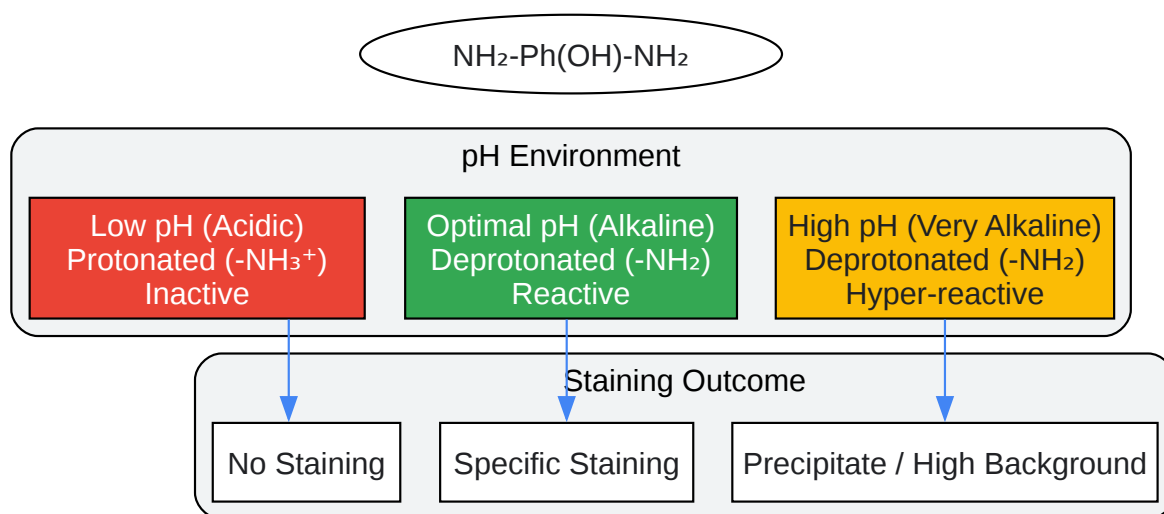 NH₂-Ph(OH)-NH₂
pH Environment
Low pH (Acidic)
Protonated (-NH₃⁺)
Inactive
Optimal pH (Alkaline)
Deprotonated (-NH₂)
Reactive
High pH (Very Alkaline)
Deprotonated (-NH₂)
Hyper-reactive
Staining Outcome
No Staining
Specific Staining
Precipitate / High Background